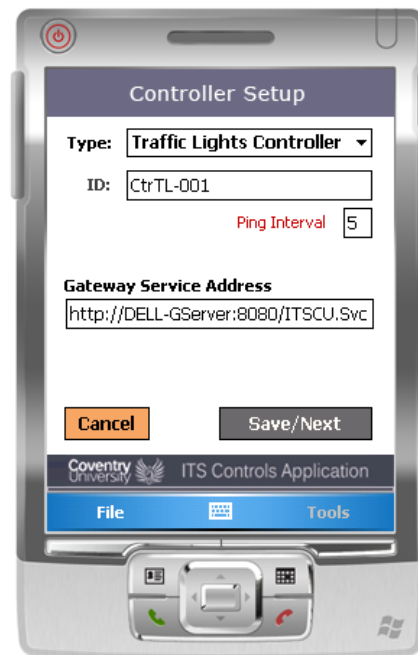 Controller Setup
Type: Traffic Lights Controller
ID: CtrTL-001
Ping Interval 5
Gateway Service Address
http://DELL-GServer:8080/ITSCU.Svc
Cancel Save/Next
Coventry
University
ITS Controls Application
File Tools